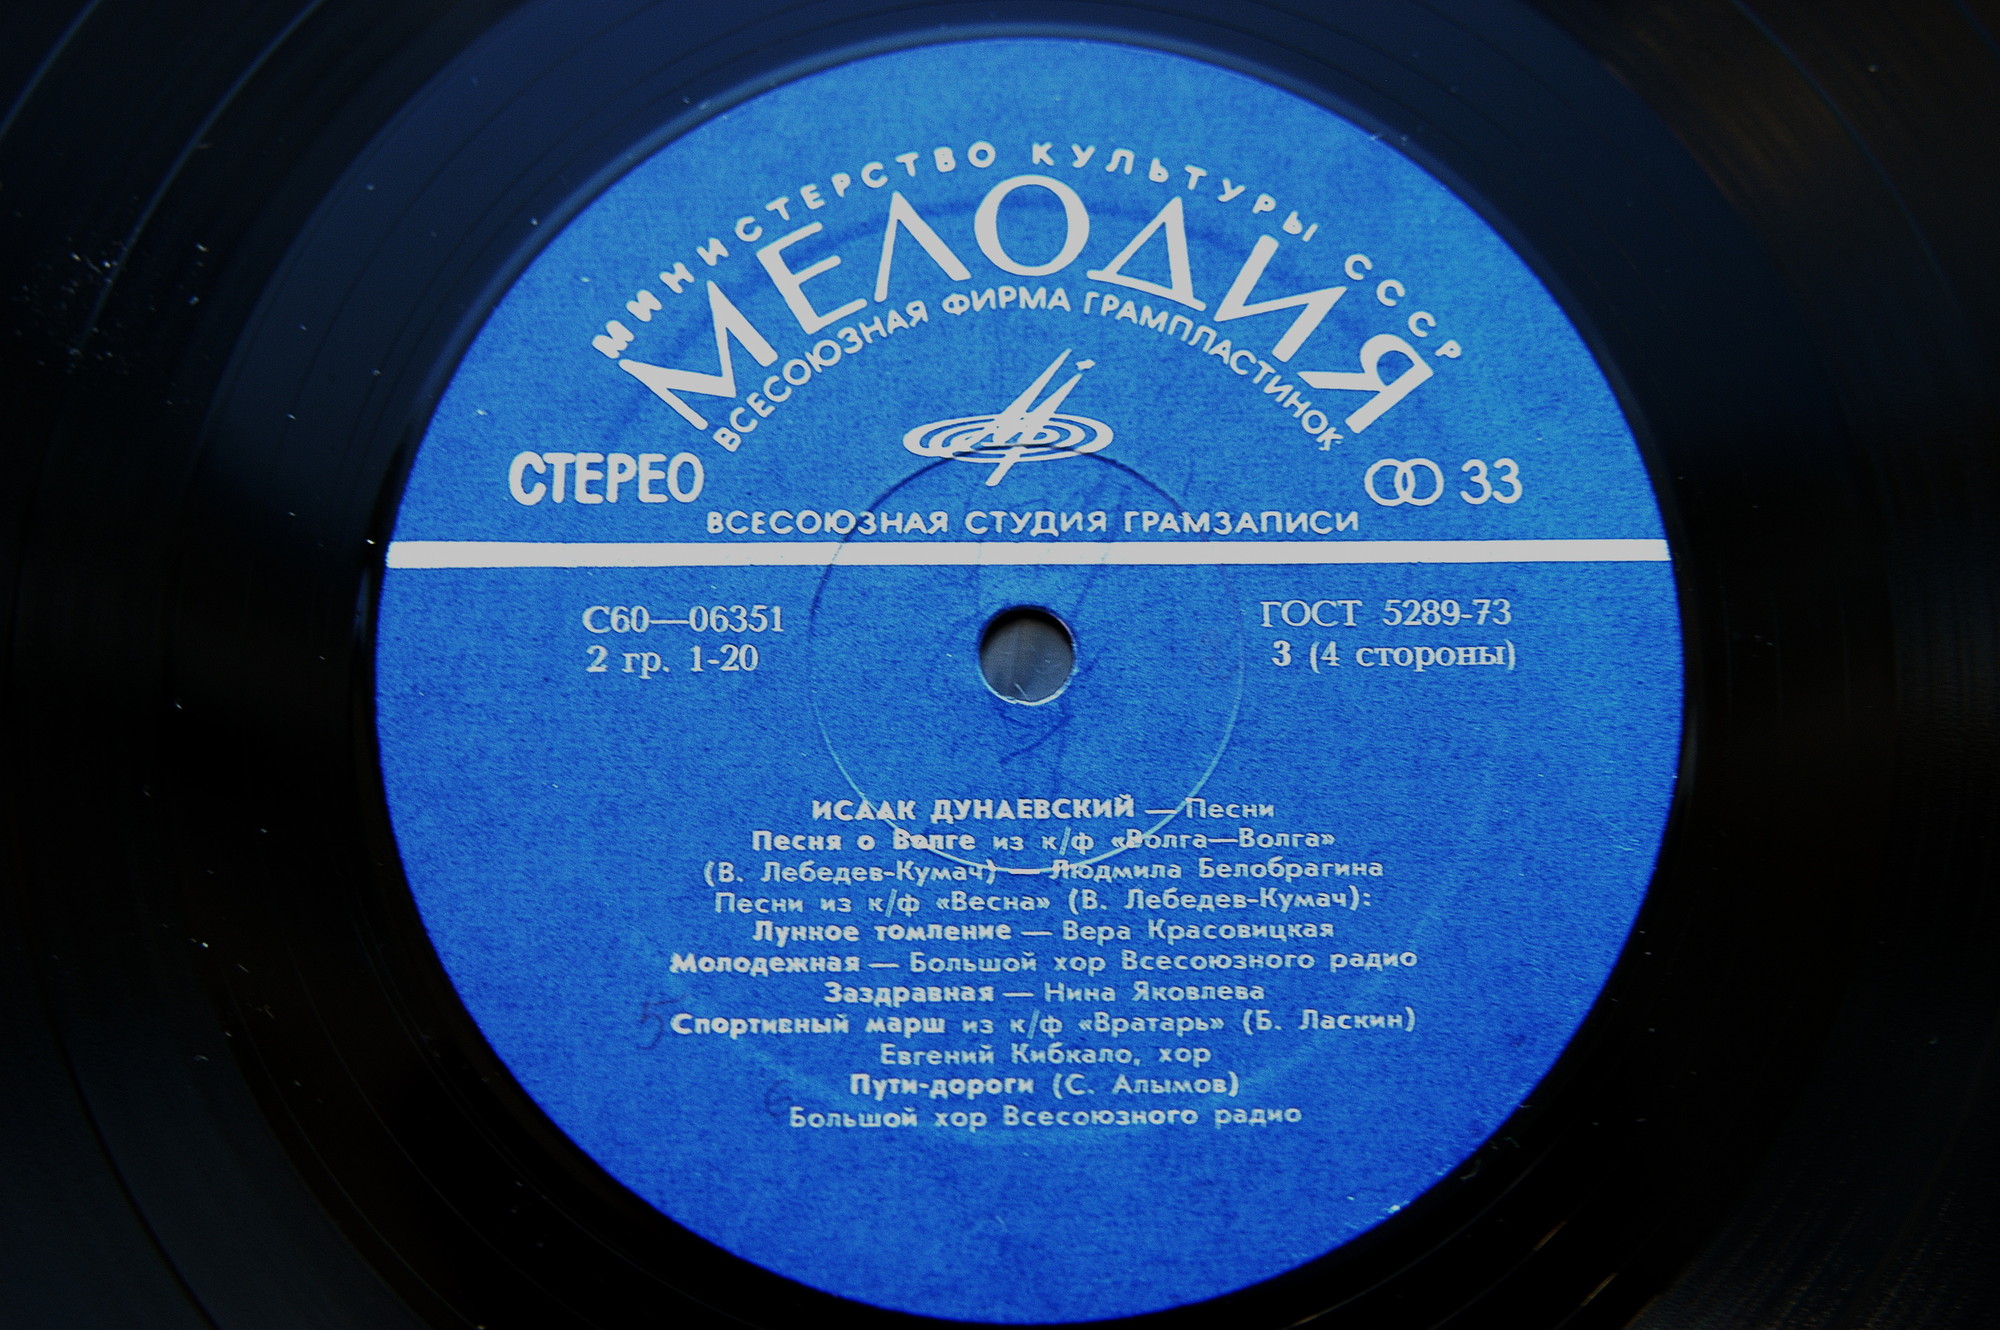 МИНИСТЕРСТВО КУЛЬТУРЫ СССР
МЕЛОДИЯ
ВСЕСОЮЗНАЯ ФИРМА ГРАМПЛАСТИНОК
СТЕРЕО
33
ВСЕСОЮЗНАЯ СТУДИЯ ГРАМЗАПИСИ
С60—06351
ГОСТ 5289-73
2 гр. 1-20
3 (4 стороны)
ИСААК ДУНАЕВСКИЙ — Песни
Песня о Волге из к/ф «Волга—Волга»
(В. Лебедев-Кумач) — Людмила Белобрагина
Песни из к/ф «Весна» (В. Лебедев-Кумач):
Лунное томление — Вера Красовицкая
Молодежная — Большой хор Всесоюзного радио
Заздравная — Нина Яковлева
5
Спортивный марш из к/ф «Вратарь» (Б. Ласкин)
Евгений Кибкало, хор
Пути-дороги (С. Алымов)
6
Большой хор Всесоюзного радио